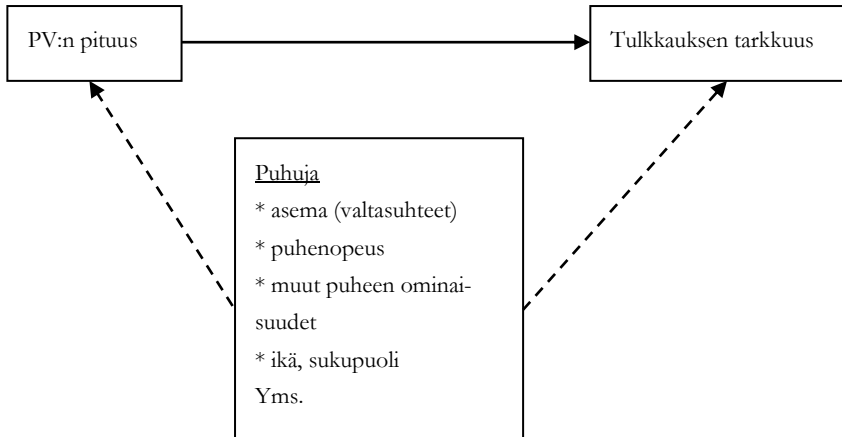 PV:n pituus
Tulkkauksen tarkkuus
Puhuja
* asema (valtasuhteet)
* puhenopeus
* muut puheen ominai-
suudet
* ikä, sukupuoli
Yms.